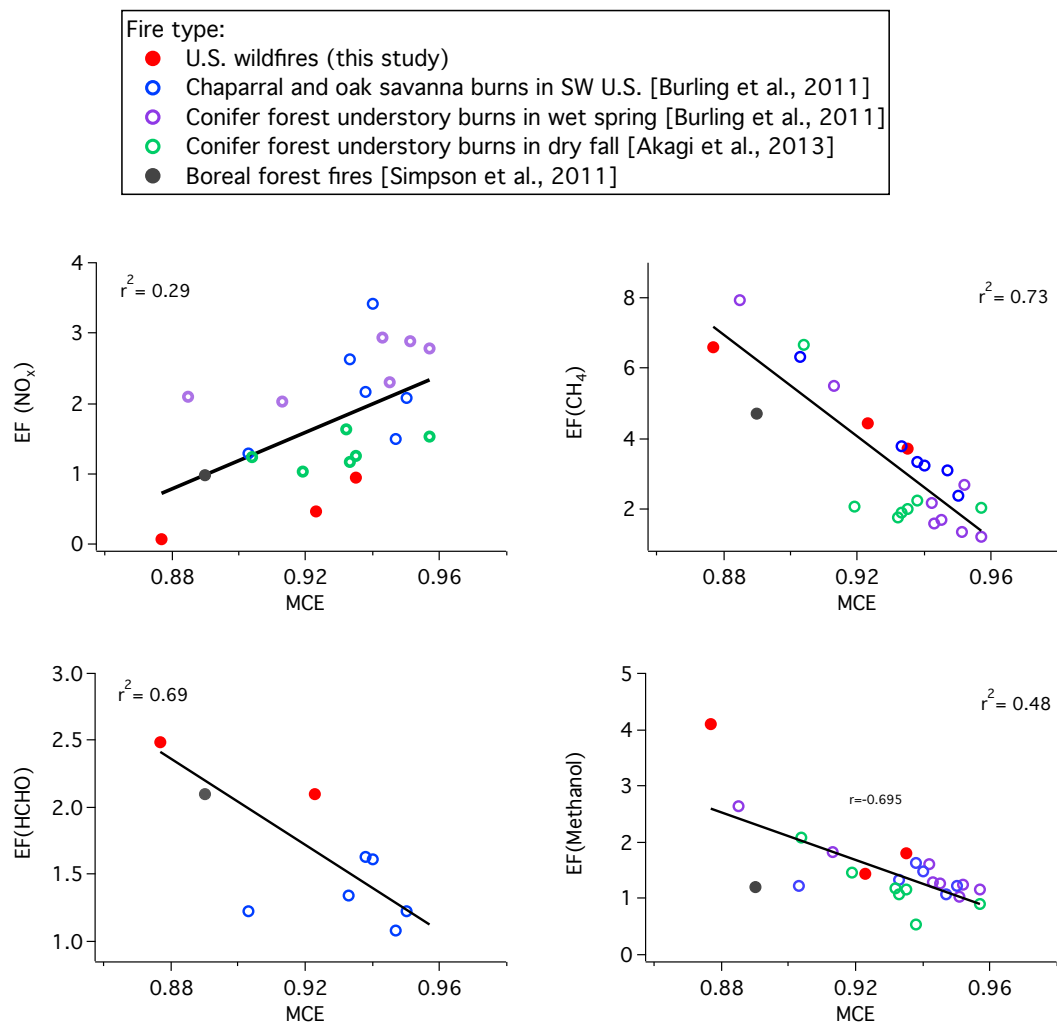 Fire type:
U.S. wildfires (this study)
Chaparral and oak savanna burns in SW U.S. [Burling et al., 2011]
Conifer forest understory burns in wet spring [Burling et al., 2011]
Conifer forest understory burns in dry fall [Akagi et al., 2013]
Boreal forest fires [Simpson et al., 2011]
4
3
2
1
0
EF (NOₓ)
r²= 0.29
0.88 0.92 0.96
MCE
8
6
4
2
EF(CH₄)
r²= 0.73
0.88 0.92 0.96
MCE
3.0
2.5
2.0
1.5
1.0
EF(HCHO)
r²= 0.69
0.88 0.92 0.96
MCE
5
4
3
2
1
0
EF(Methanol)
r²= 0.48
r=-0.695
0.88 0.92 0.96
MCE